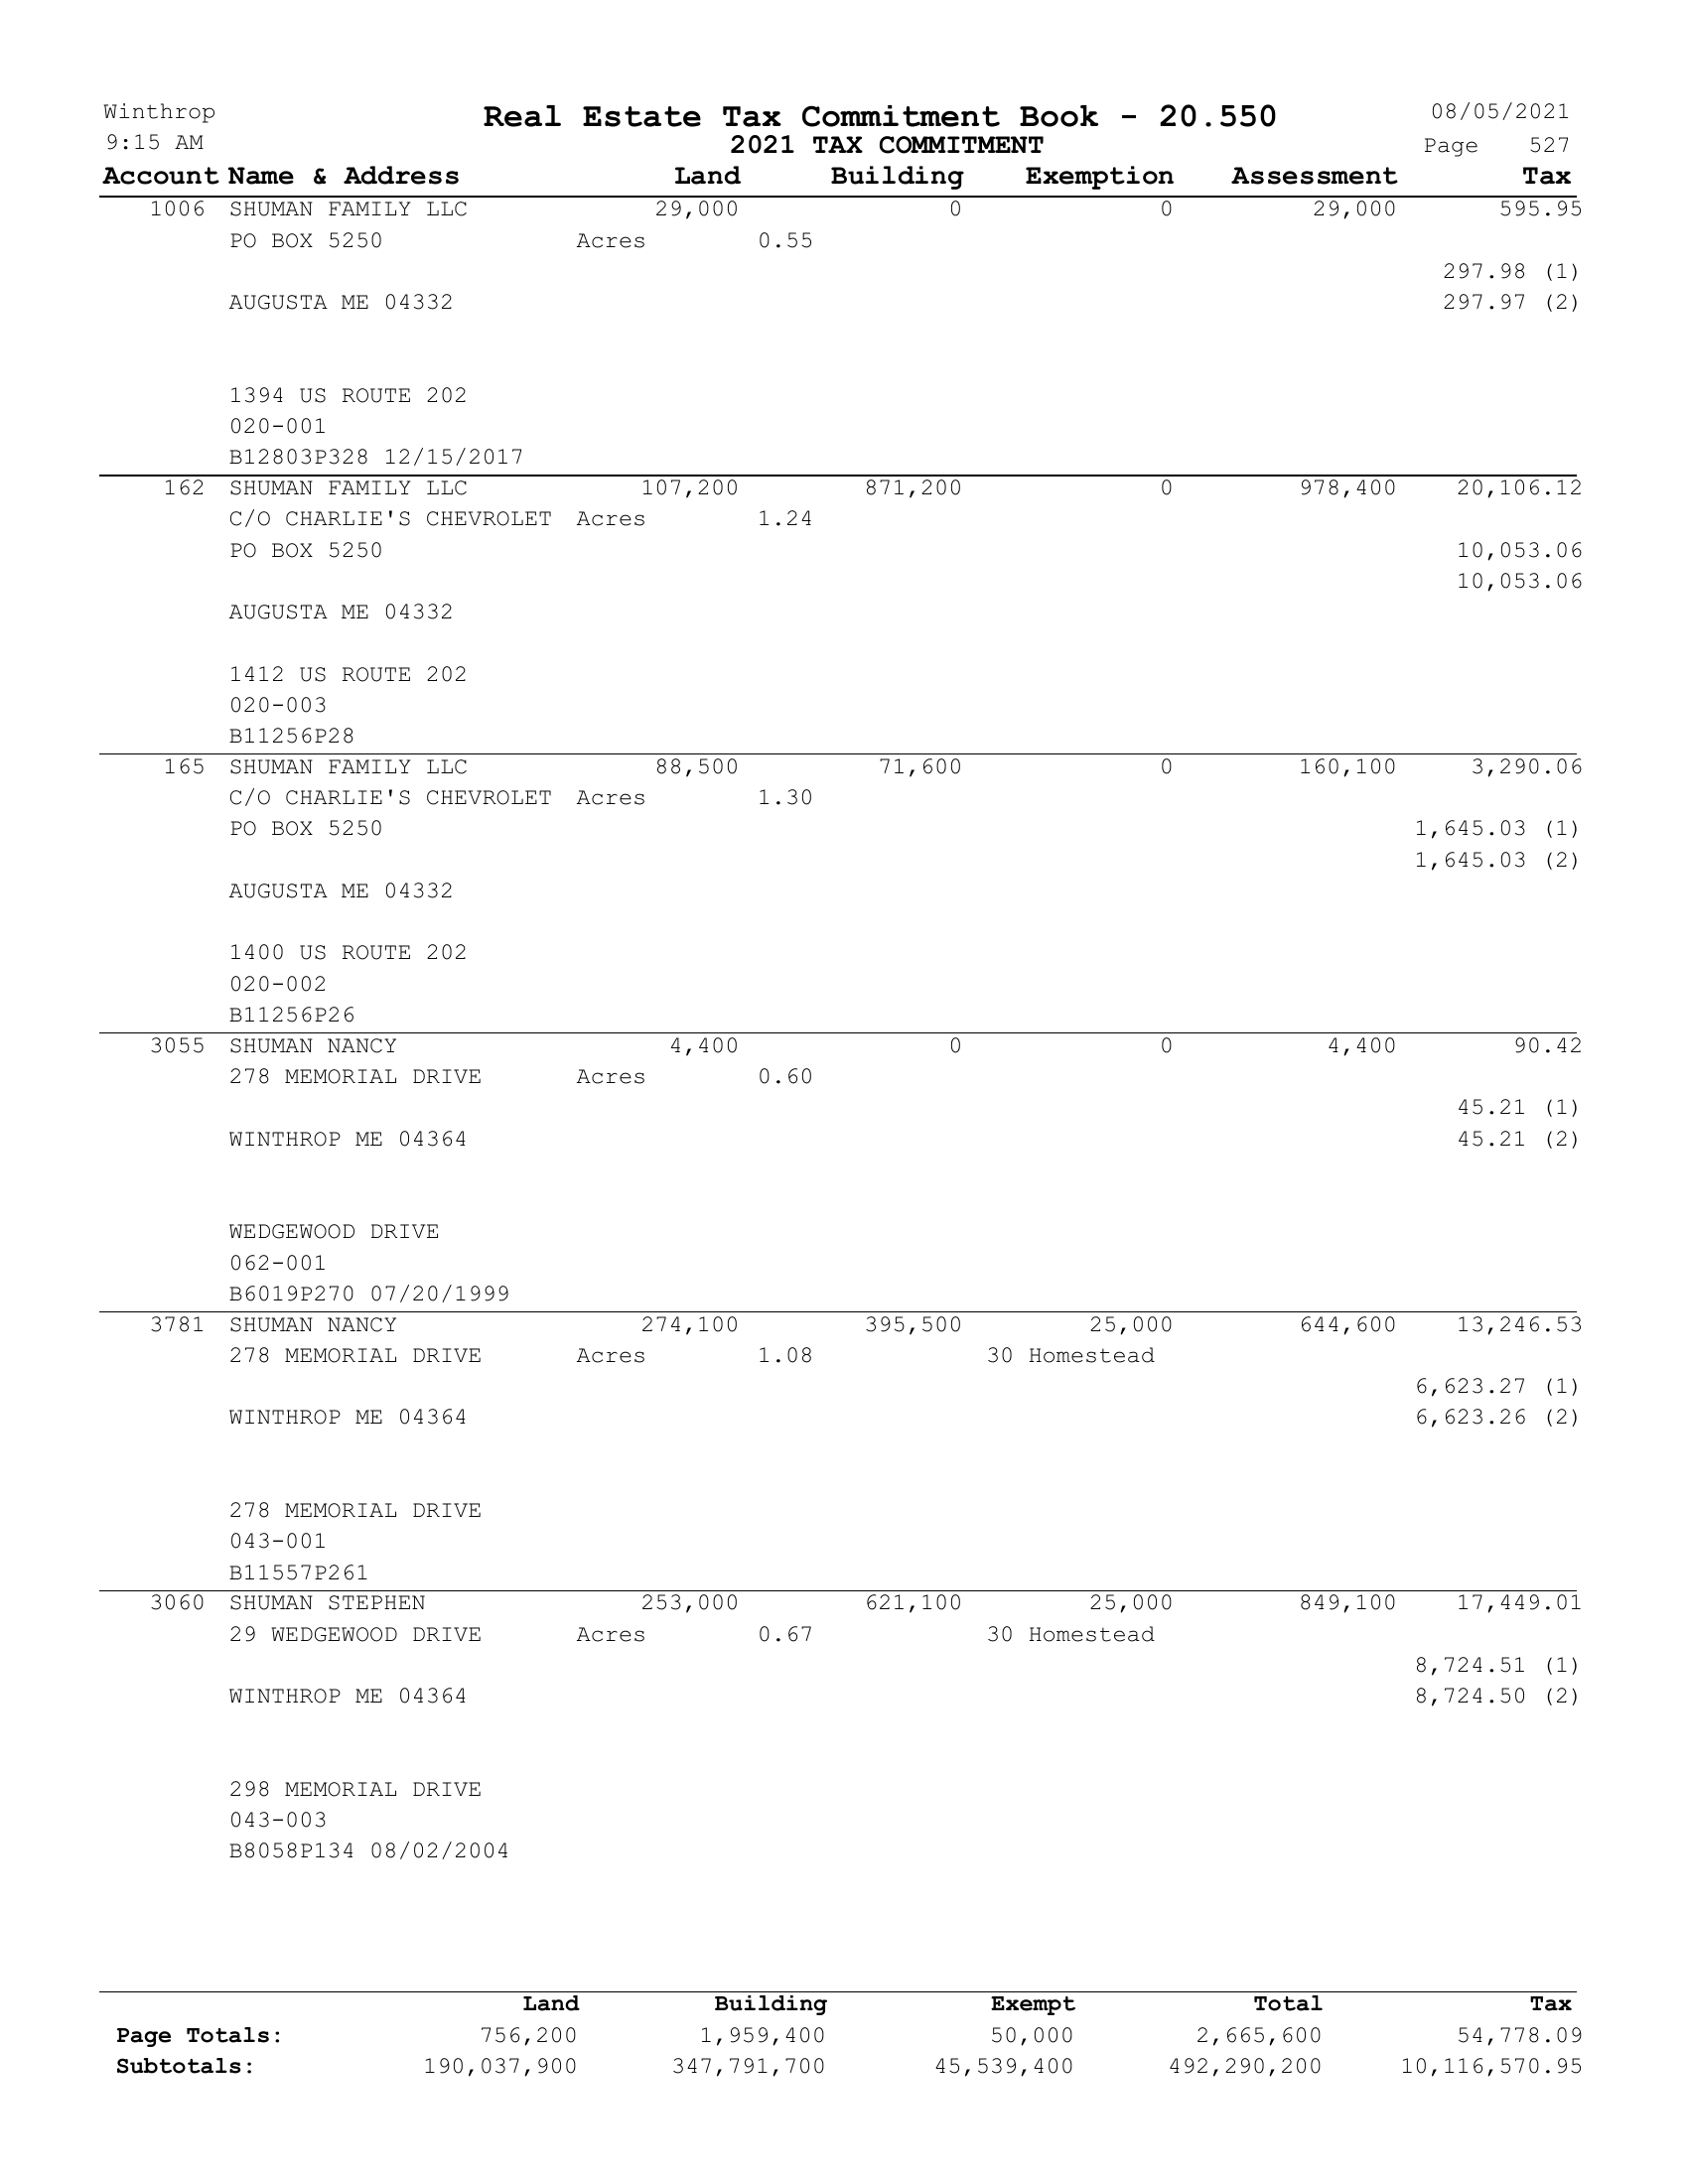 Winthrop Real Estate Tax Commitment Book - 20.550 08/05/2021
9:15 AM 2021 TAX COMMITMENT Page 527
Account Name & Address Land Building Exemption Assessment Tax
1006 SHUMAN FAMILY LLC 29,000 0 0 29,000 595.95
PO BOX 5250 Acres 0.55
297.98 (1)
AUGUSTA ME 04332 297.97 (2)
1394 US ROUTE 202
020-001
B12803P328 12/15/2017
162 SHUMAN FAMILY LLC 107,200 871,200 0 978,400 20,106.12
C/O CHARLIE'S CHEVROLET Acres 1.24
PO BOX 5250 10,053.06
10,053.06
AUGUSTA ME 04332
1412 US ROUTE 202
020-003
B11256P28
165 SHUMAN FAMILY LLC 88,500 71,600 0 160,100 3,290.06
C/O CHARLIE'S CHEVROLET Acres 1.30
PO BOX 5250 1,645.03 (1)
1,645.03 (2)
AUGUSTA ME 04332
1400 US ROUTE 202
020-002
B11256P26
3055 SHUMAN NANCY 4,400 0 0 4,400 90.42
278 MEMORIAL DRIVE Acres 0.60
45.21 (1)
WINTHROP ME 04364 45.21 (2)
WEDGEWOOD DRIVE
062-001
B6019P270 07/20/1999
3781 SHUMAN NANCY 274,100 395,500 25,000 644,600 13,246.53
278 MEMORIAL DRIVE Acres 1.08 30 Homestead
6,623.27 (1)
WINTHROP ME 04364 6,623.26 (2)
278 MEMORIAL DRIVE
043-001
B11557P261
3060 SHUMAN STEPHEN 253,000 621,100 25,000 849,100 17,449.01
29 WEDGEWOOD DRIVE Acres 0.67 30 Homestead
8,724.51 (1)
WINTHROP ME 04364 8,724.50 (2)
298 MEMORIAL DRIVE
043-003
B8058P134 08/02/2004
Land Building Exempt Total Tax
Page Totals: 756,200 1,959,400 50,000 2,665,600 54,778.09
Subtotals: 190,037,900 347,791,700 45,539,400 492,290,200 10,116,570.95